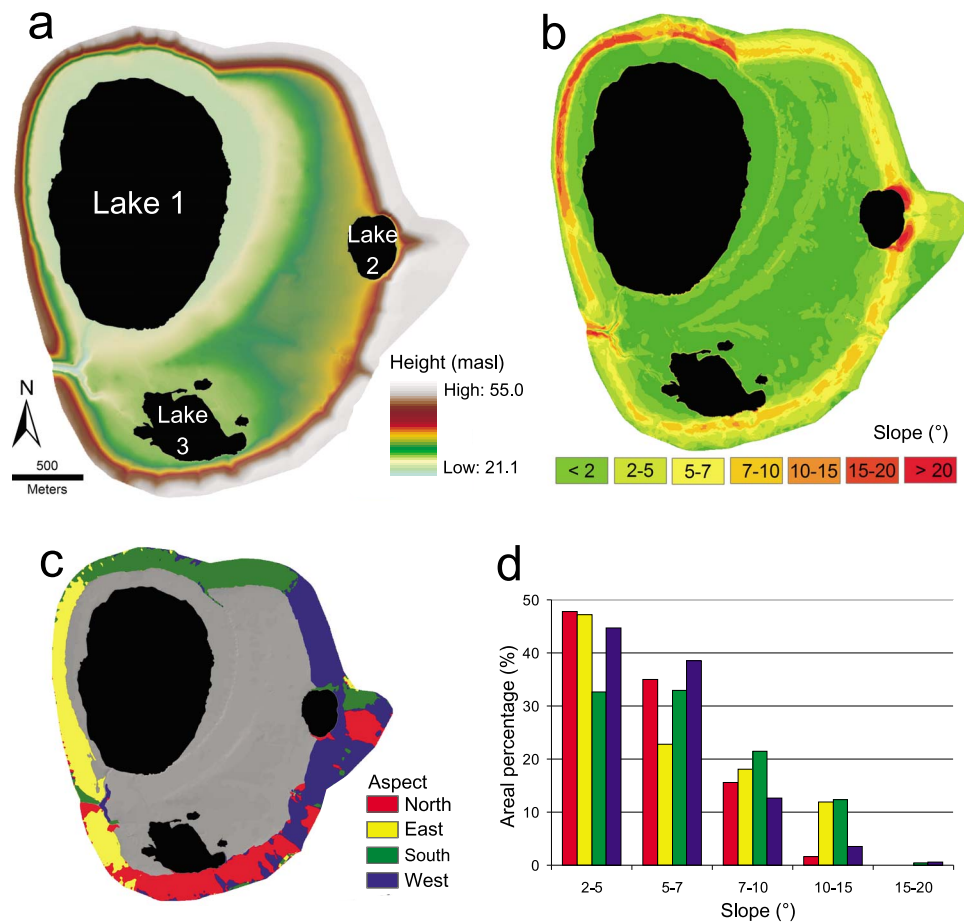 a
Lake 1
Lake
2
Lake
3
N
500
Meters
Height (masl)
High: 55.0
Low: 21.1
b
Slope (°)
< 2 2-5 5-7 7-10 10-15 15-20 > 20
c
Aspect
North
East
South
West
d
Areal percentage (%)
50
40
30
20
10
0
2-5 5-7 7-10 10-15 15-20
Slope (°)